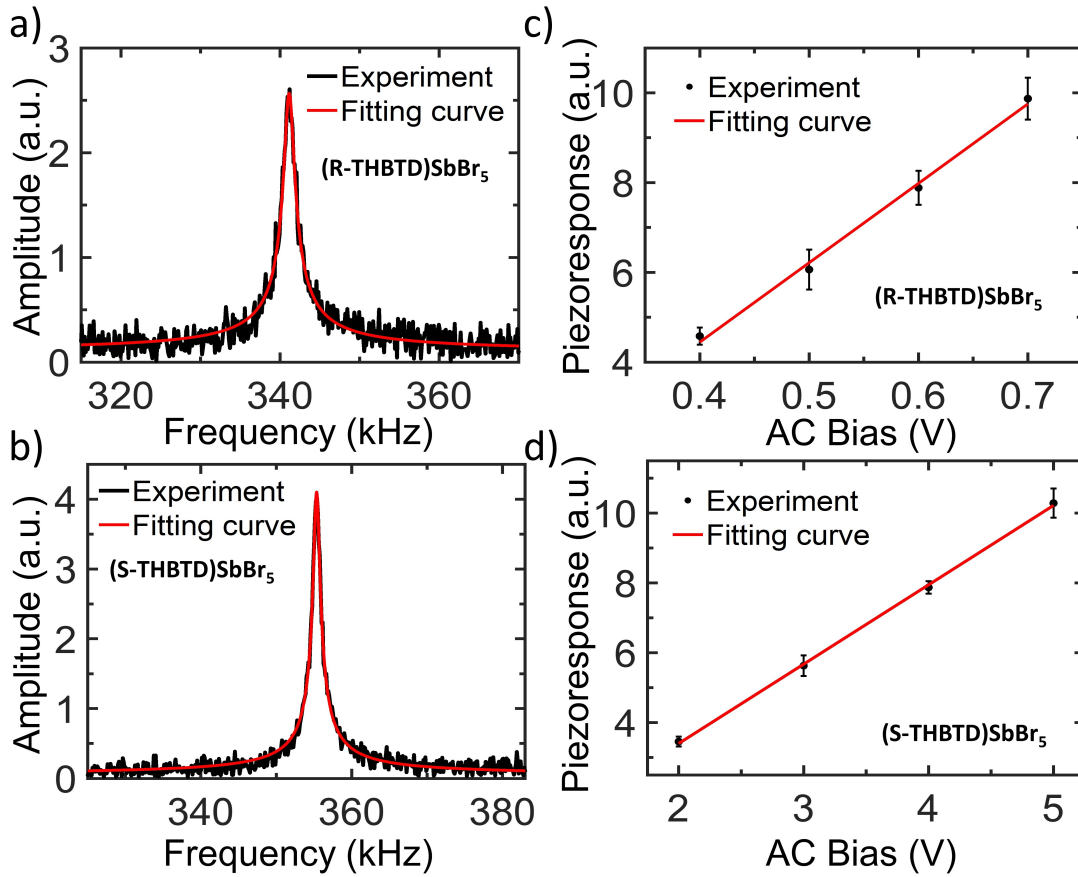 a)
3
2
1
0
Amplitude (a.u.)
Experiment
Fitting curve
(R-THBTD)SbBr₅
320 340 360
Frequency (kHz)
c)
10
8
6
4
Piezoresponse (a.u.)
Experiment
Fitting curve
(R-THBTD)SbBr₅
0.4 0.5 0.6 0.7
AC Bias (V)
b)
4
3
2
1
0
Amplitude (a.u.)
Experiment
Fitting curve
(S-THBTD)SbBr₅
340 360 380
Frequency (kHz)
d)
10
8
6
4
Piezoresponse (a.u.)
Experiment
Fitting curve
(S-THBTD)SbBr₅
2 3 4 5
AC Bias (V)